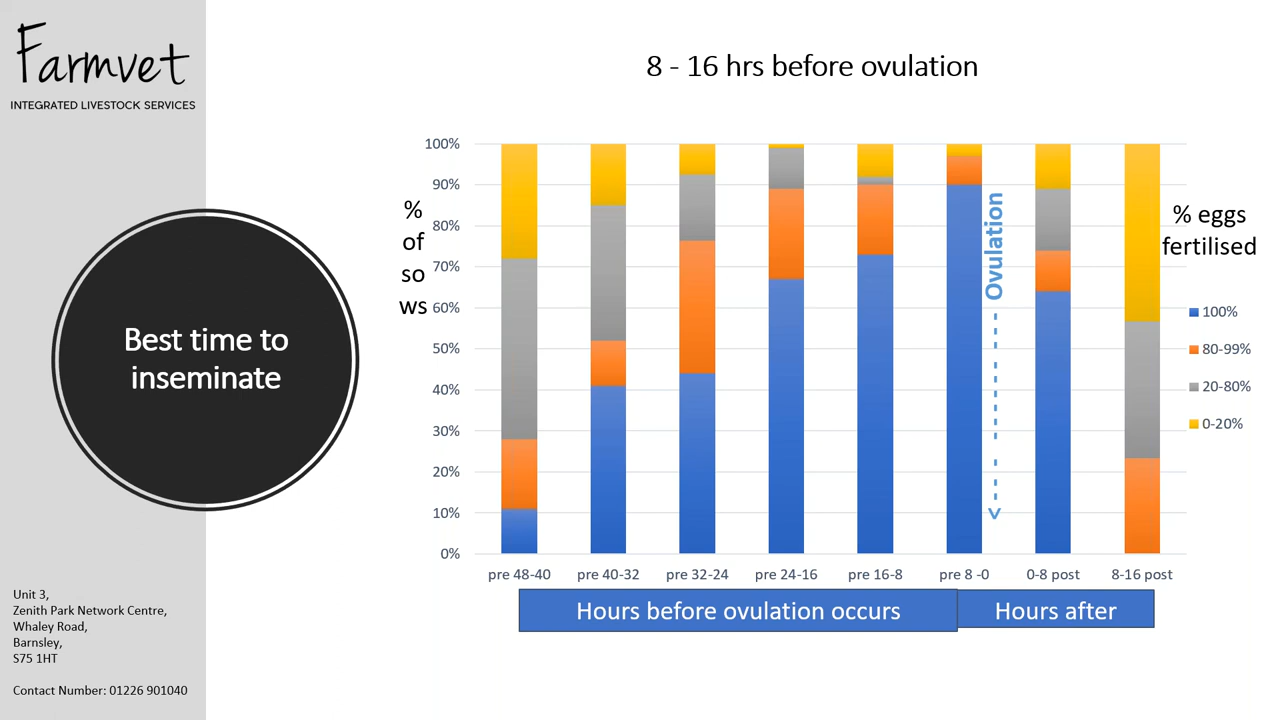 Farmvet
INTEGRATED LIVESTOCK SERVICES
Best time to
inseminate
Unit 3,
Zenith Park Network Centre,
Whaley Road,
Barnsley,
S75 1HT
Contact Number: 01226 901040
8 - 16 hrs before ovulation
%
of
so
ws
100%
90%
80%
70%
60%
50%
40%
30%
20%
10%
0%
Ovulation
pre 48-40
pre 40-32
pre 32-24
pre 24-16
pre 16-8
pre 8 -0
0-8 post
8-16 post
Hours before ovulation occurs
Hours after
% eggs
fertilised
100%
80-99%
20-80%
0-20%